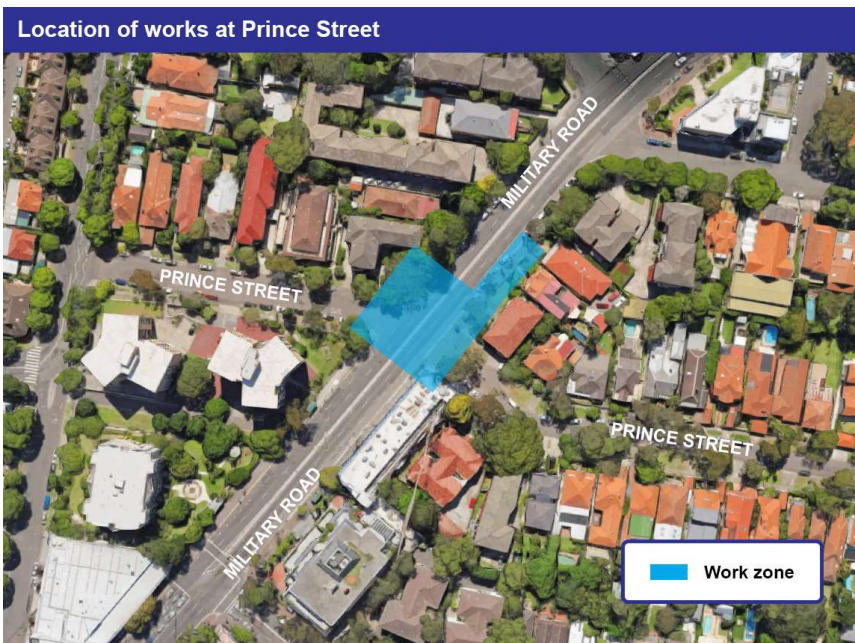 Location of works at Prince Street
MILITARY ROAD
PRINCE STREET
PRINCE STREET
MILITARY ROAD
Work zone